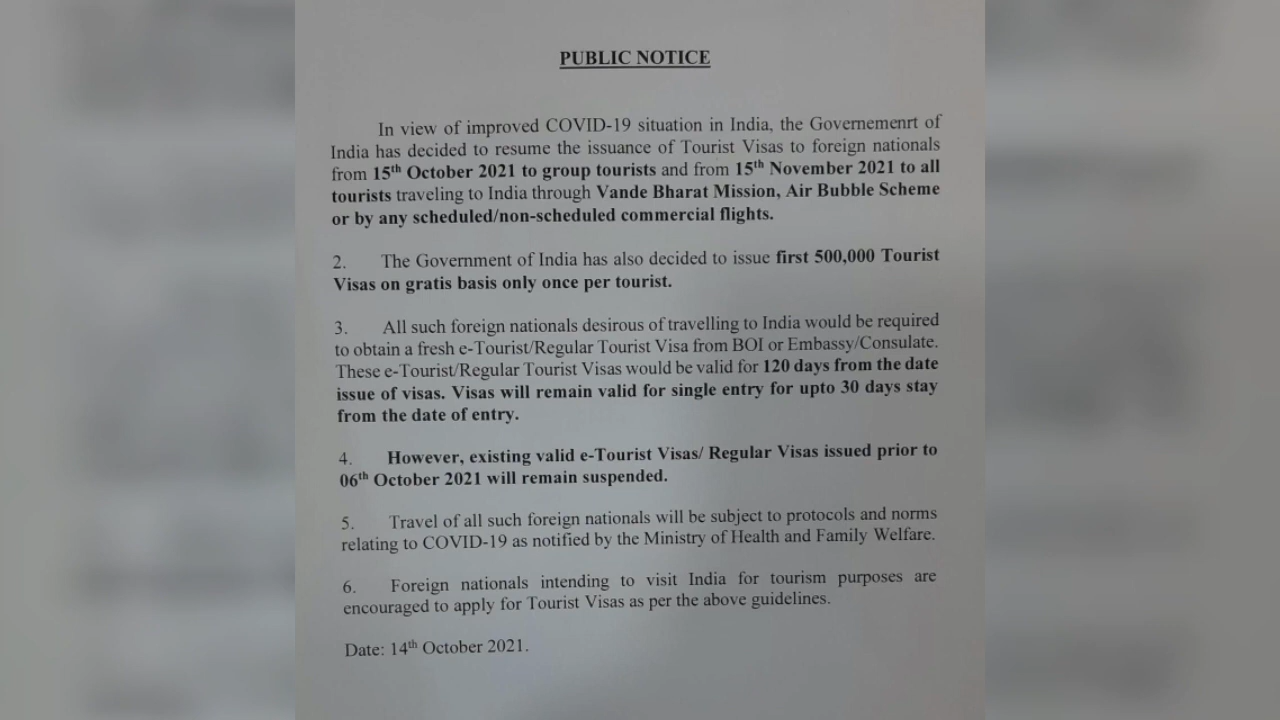 PUBLIC NOTICE
In view of improved COVID-19 situation in India, the Governemenrt of
India has decided to resume the issuance of Tourist Visas to foreign nationals
from 15th October 2021 to group tourists and from 15th November 2021 to all
tourists traveling to India through Vande Bharat Mission, Air Bubble Scheme
or by any scheduled/non-scheduled commercial flights.
2. The Government of India has also decided to issue first 500,000 Tourist
Visas on gratis basis only once per tourist.
3. All such foreign nationals desirous of travelling to India would be required
to obtain a fresh e-Tourist/Regular Tourist Visa from BOI or Embassy/Consulate.
These e-Tourist/Regular Tourist Visas would be valid for 120 days from the date
issue of visas. Visas will remain valid for single entry for upto 30 days stay
from the date of entry.
4. However, existing valid e-Tourist Visas/ Regular Visas issued prior to
06th October 2021 will remain suspended.
5. Travel of all such foreign nationals will be subject to protocols and norms
relating to COVID-19 as notified by the Ministry of Health and Family Welfare.
6. Foreign nationals intending to visit India for tourism purposes are
encouraged to apply for Tourist Visas as per the above guidelines.
Date: 14th October 2021.